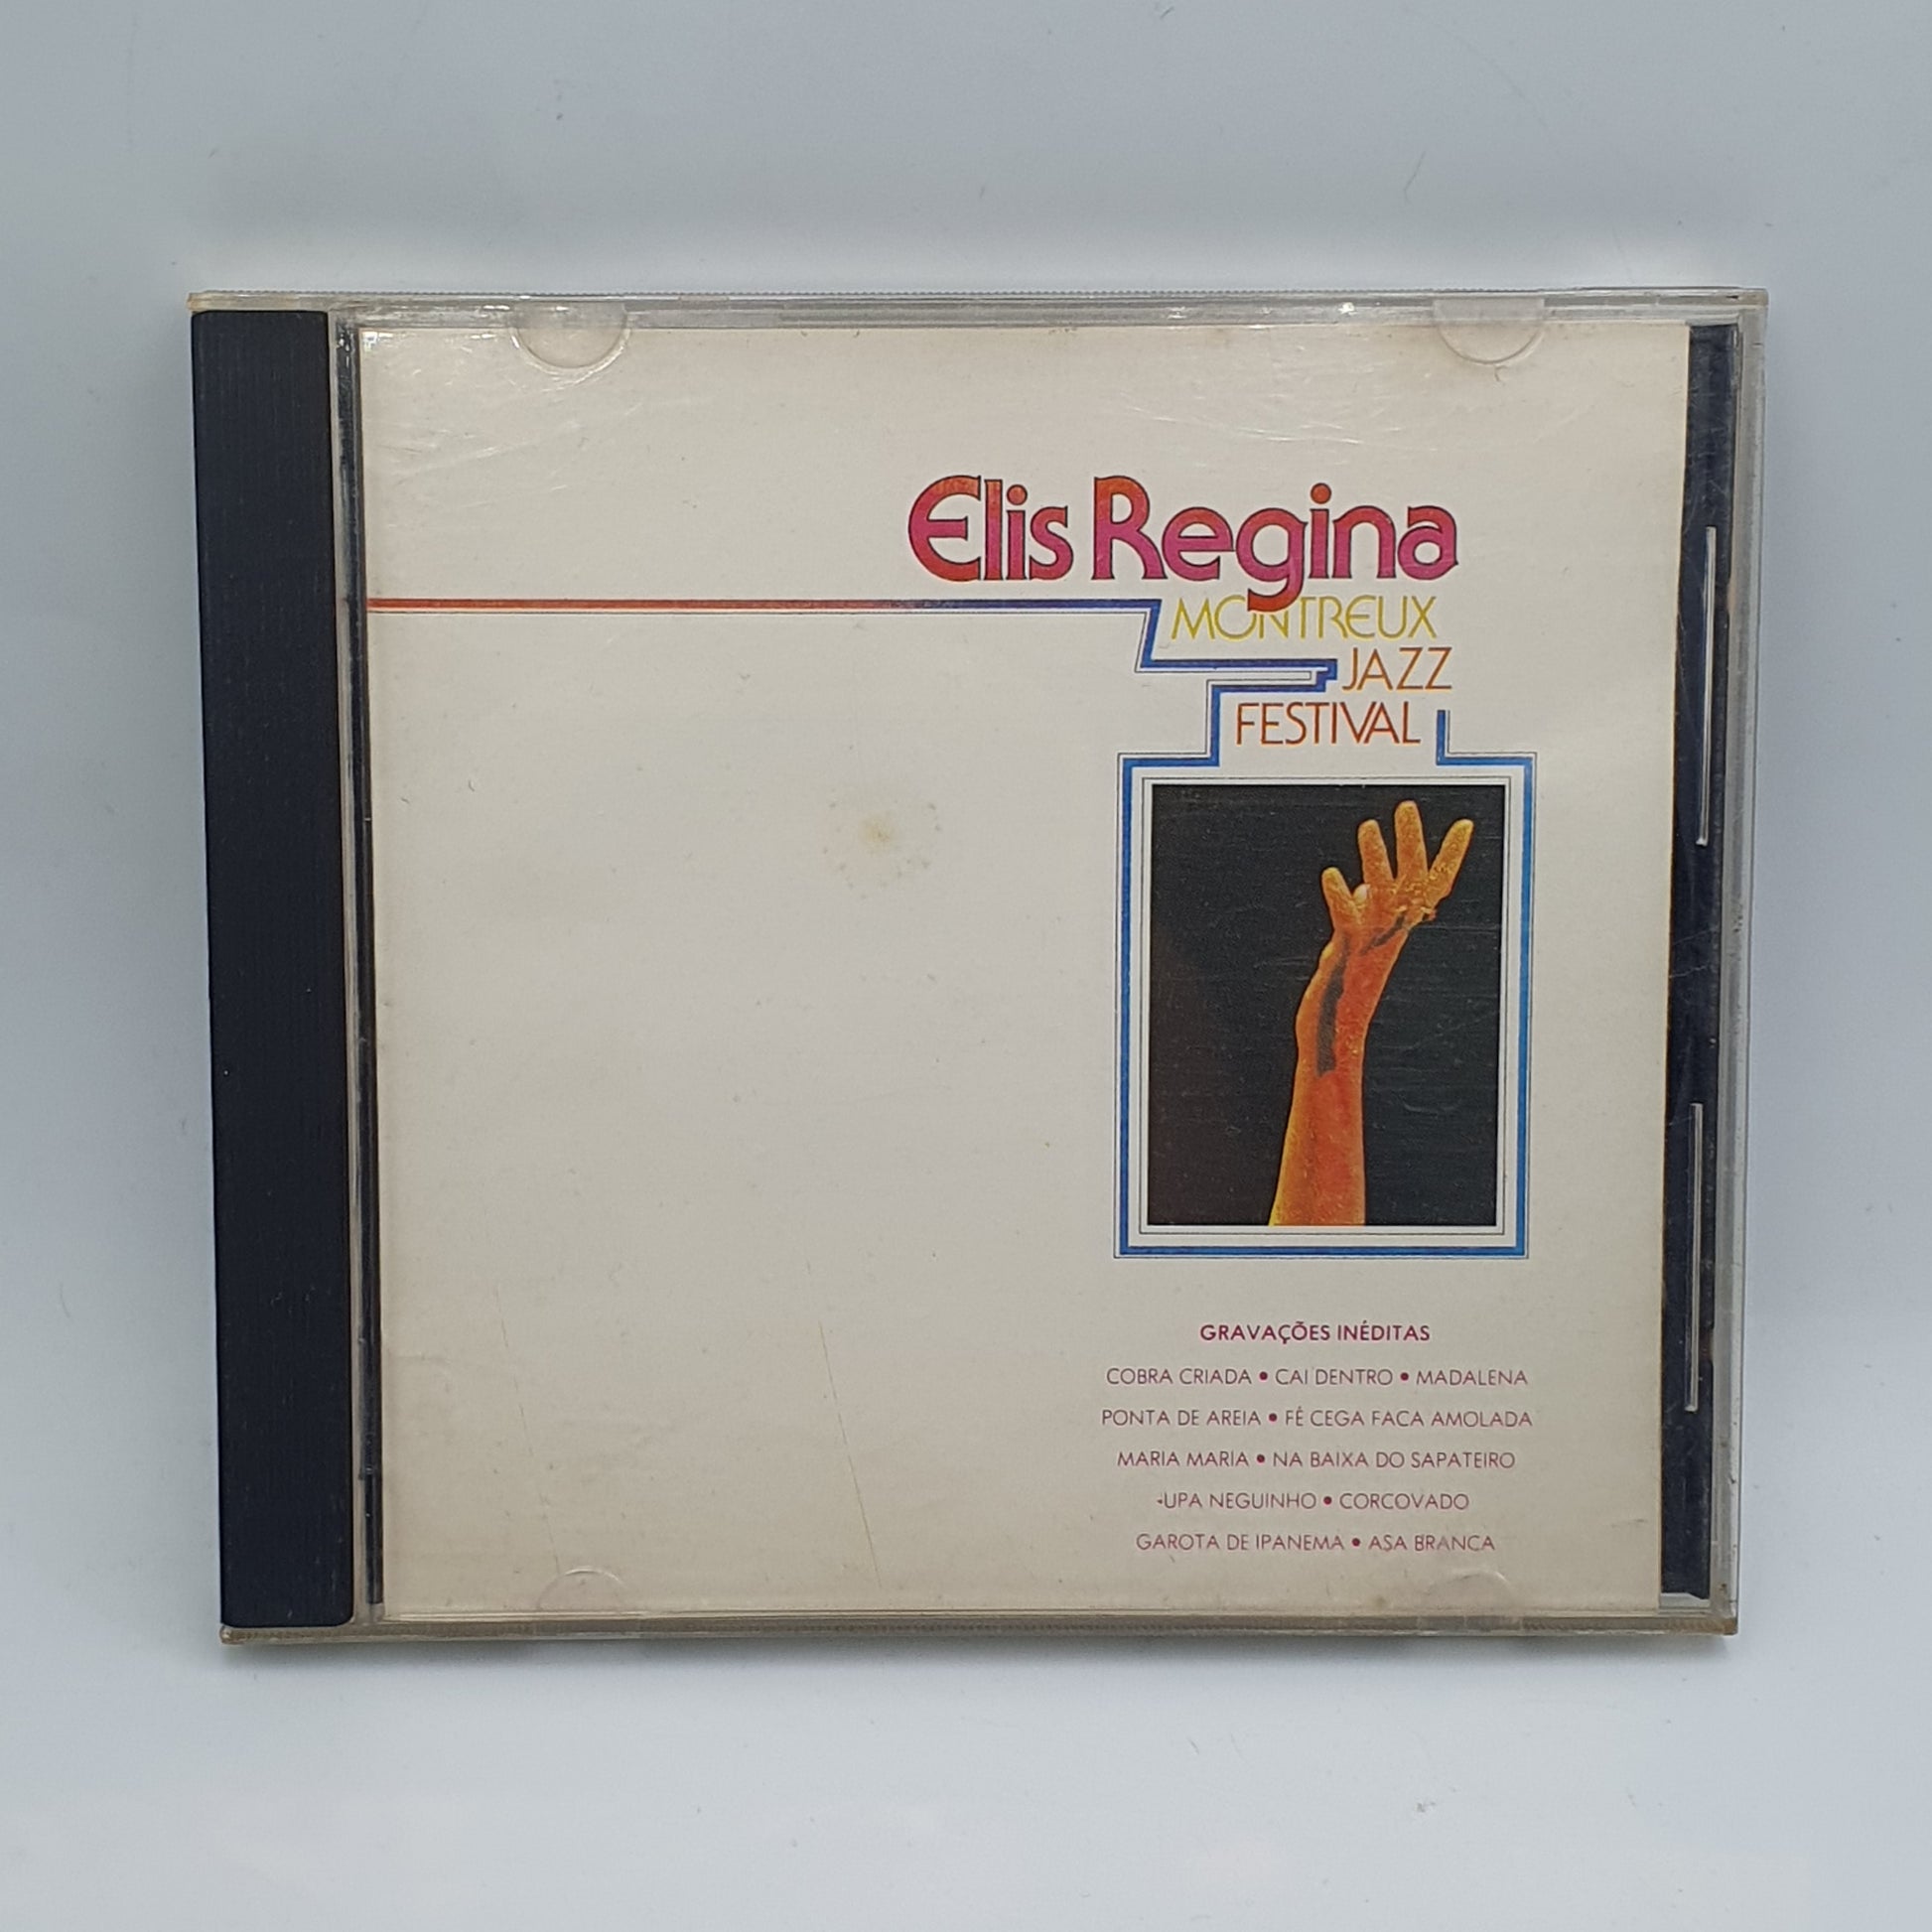 Elis Regina
MONTREUX
JAZZ
FESTIVAL
GRAVAÇÕES INÉDITAS
COBRA CRIADA • CAI DENTRO • MADALENA
PONTA DE AREIA • FÉ CEGA FACA AMOLADA
MARIA MARIA • NA BAIXA DO SAPATEIRO
UPA NEGUINHO • CORCOVADO
GAROTA DE IPANEMA • ASA BRANCA